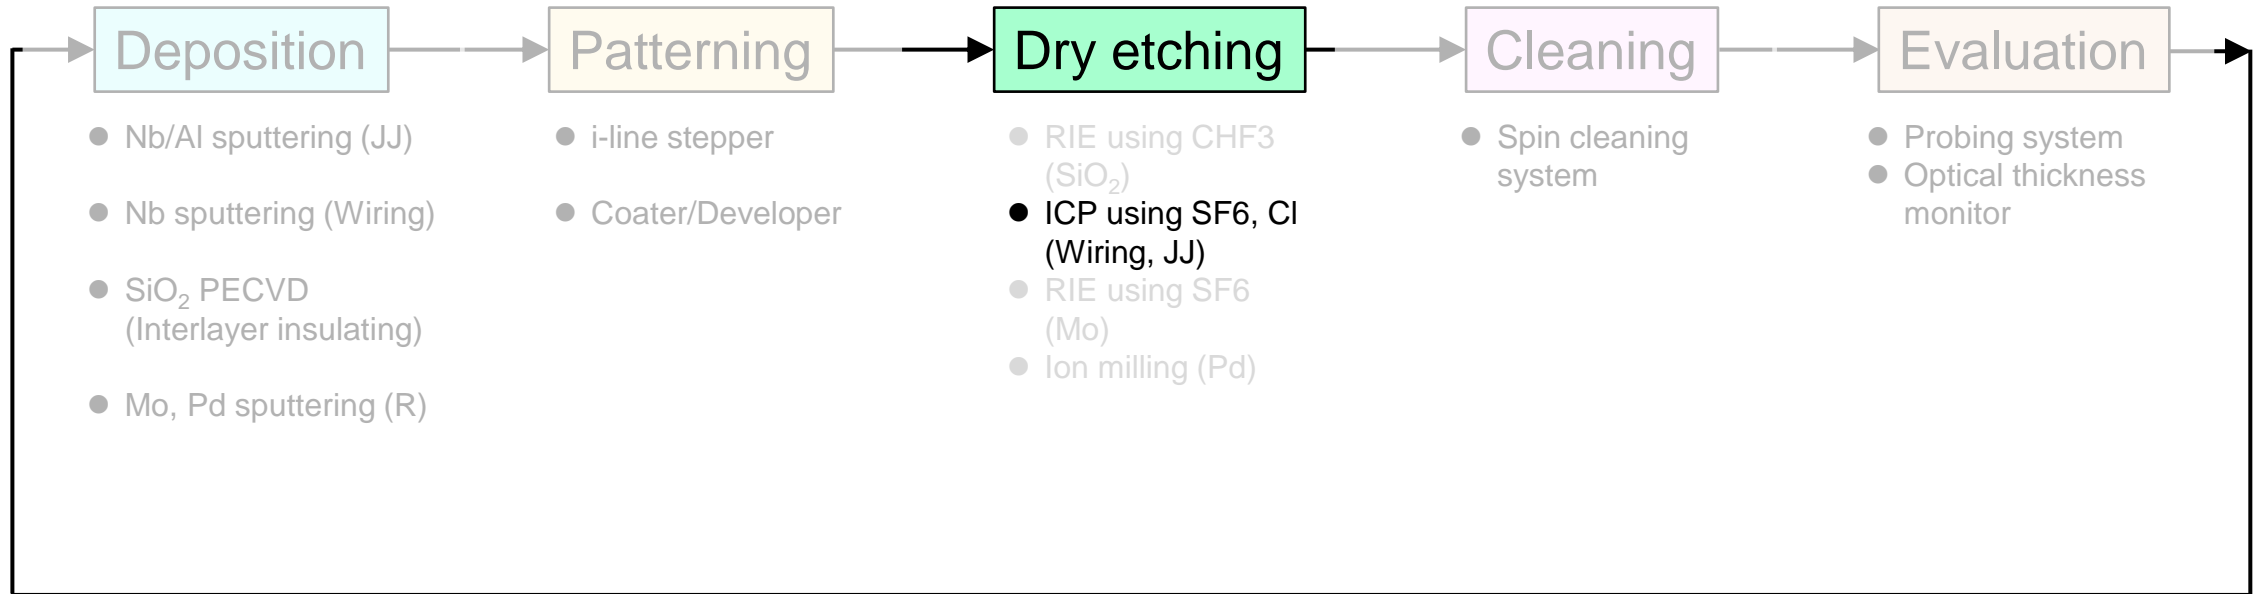 Deposition
Patterning
Dry etching
Cleaning
Evaluation
● Nb/Al sputtering (JJ)
● Nb sputtering (Wiring)
● SiO₂ PECVD
(Interlayer insulating)
● Mo, Pd sputtering (R)
● i-line stepper
● Coater/Developer
● RIE using CHF3
(SiO₂)
● ICP using SF6, Cl
(Wiring, JJ)
● RIE using SF6
(Mo)
● Ion milling (Pd)
● Spin cleaning
system
● Probing system
● Optical thickness
monitor